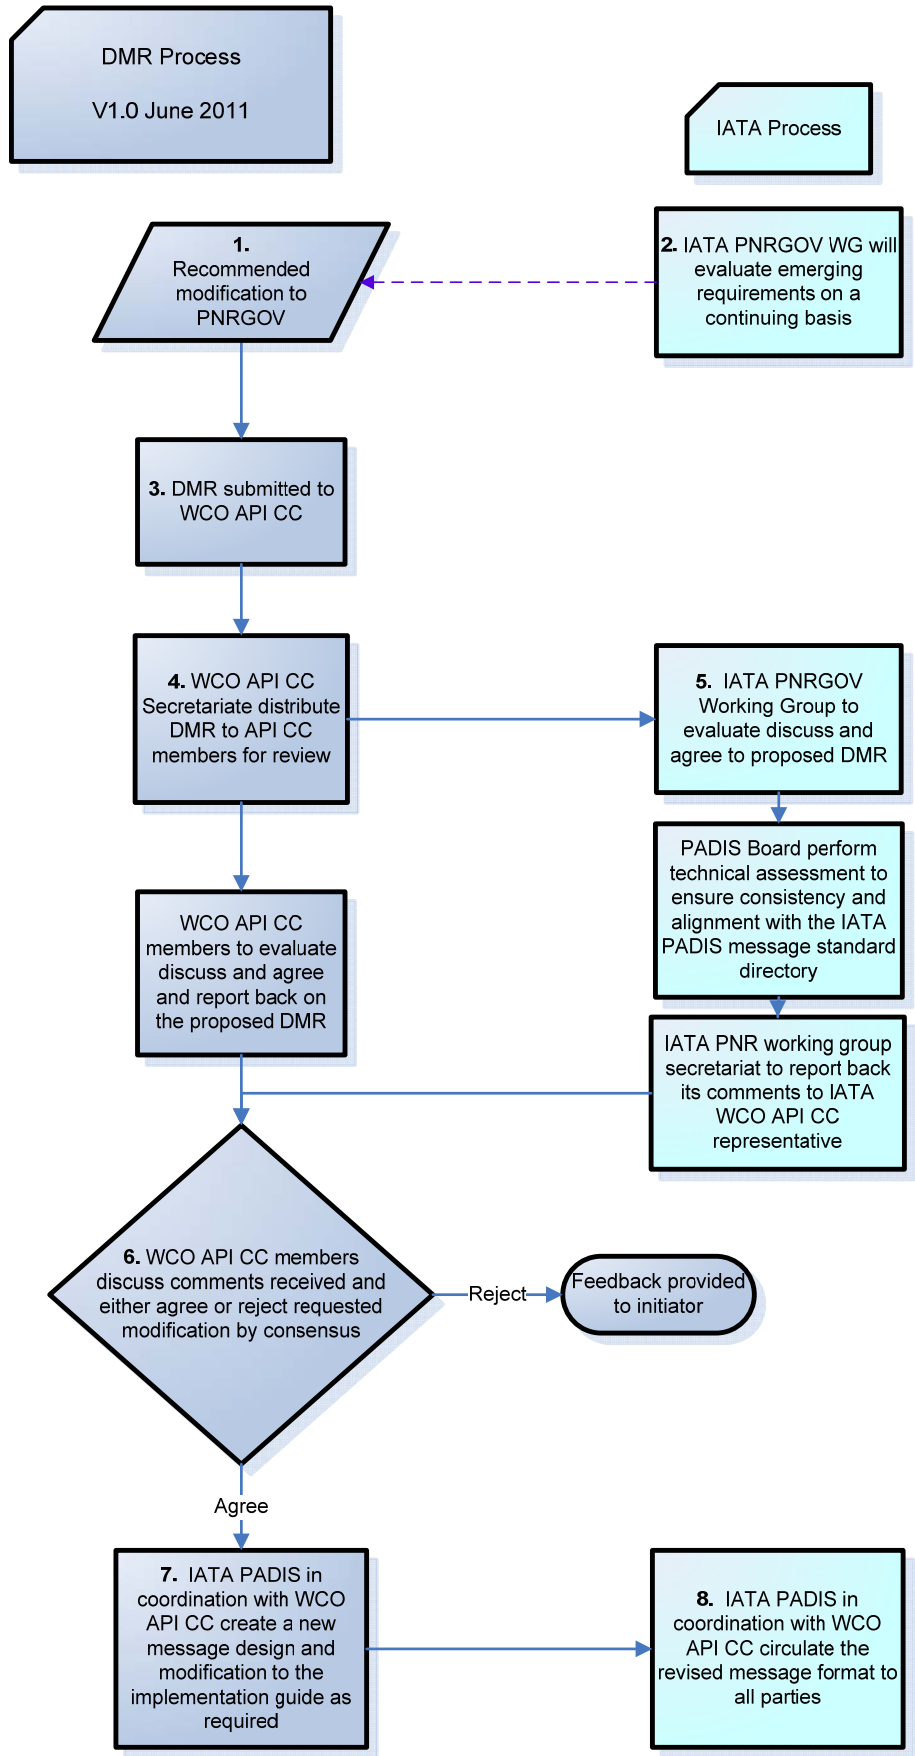 DMR Process
V1.0 June 2011
IATA Process
1.
Recommended
modification to
PNRGOV
2. IATA PNRGOV WG will
evaluate emerging
requirements on a
continuing basis
3. DMR submitted to
WCO API CC
4. WCO API CC
Secretariate distribute
DMR to API CC
members for review
5. IATA PNRGOV
Working Group to
evaluate discuss and
agree to proposed DMR
PADIS Board perform
technical assessment to
ensure consistency and
alignment with the IATA
PADIS message standard
directory
WCO API CC
members to evaluate
discuss and agree
and report back on
the proposed DMR
IATA PNR working group
secretariat to report back
its comments to IATA
WCO API CC
representative
6. WCO API CC members
discuss comments received and
either agree or reject requested
modification by consensus
Reject
Feedback provided
to initiator
Agree
7. IATA PADIS in
coordination with WCO
API CC create a new
message design and
modification to the
implementation guide as
required
8. IATA PADIS in
coordination with WCO
API CC circulate the
revised message format to
all parties